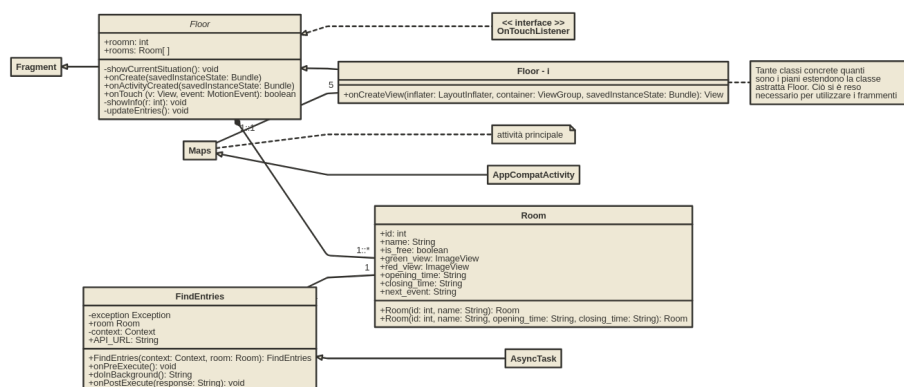 Floor
+roomn: int
+rooms: Room[ ]
-showCurrentSituation(): void
+onCreate(savedInstanceState: Bundle)
+onActivityCreated(savedInstanceState: Bundle)
+onTouch (v: View, event: MotionEvent): boolean
-showInfo(r: int): void
-updateEntries(): void
<< interface >>
OnTouchListener
Fragment
Floor - i
+onCreateView(inflater: LayoutInflater, container: ViewGroup, savedInstanceState: Bundle): View
Tante classi concrete quanti
sono i piani estendono la classe
astratta Floor. Ciò si è reso
necessario per utilizzare i frammenti
5
1::1
Maps
attività principale
AppCompatActivity
Room
+id: int
+name: String
+is_free: boolean
+green_view: ImageView
+red_view: ImageView
+opening_time: String
+closing_time: String
+next_event: String
+Room(id: int, name: String): Room
+Room(id: int, name: String, opening_time: String, closing_time: String): Room
1::*
1
FindEntries
-exception Exception
+room Room
-context: Context
+API_URL: String
+FindEntries(context: Context, room: Room): FindEntries
+onPreExecute(): void
+doInBackground(): String
+onPostExecute(response: String): void
AsyncTask